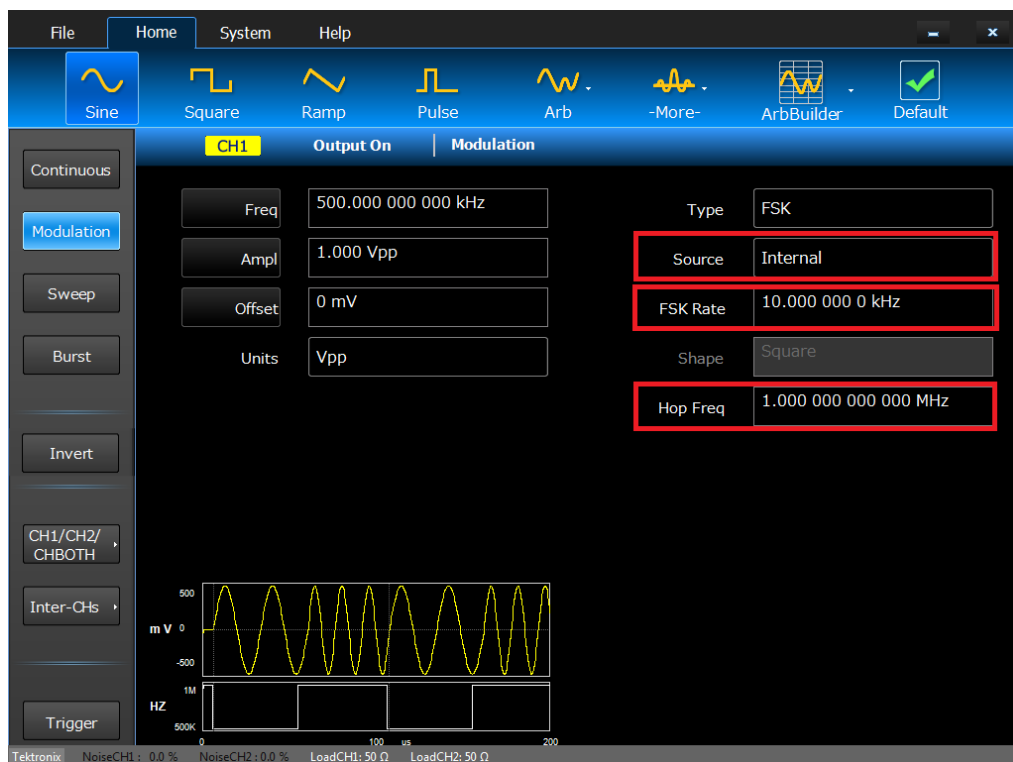 File Home System Help
Sine Square Ramp Pulse Arb -More- ArbBuilder Default
CH1 Output On Modulation
Continuous
Modulation
Sweep
Burst
Invert
CH1/CH2/
CHBOTH
Inter-CHs
Trigger
Freq 500.000 000 000 kHz
Ampl 1.000 Vpp
Offset 0 mV
Units Vpp
Type FSK
Source Internal
FSK Rate 10.000 000 0 kHz
Shape Square
Hop Freq 1.000 000 000 000 MHz
500
m V 0
-500
1M
HZ
500K
0 100 us 200
Tektronix NoiseCH1 : 0.0 % NoiseCH2 : 0.0 % LoadCH1: 50 Ω LoadCH2: 50 Ω